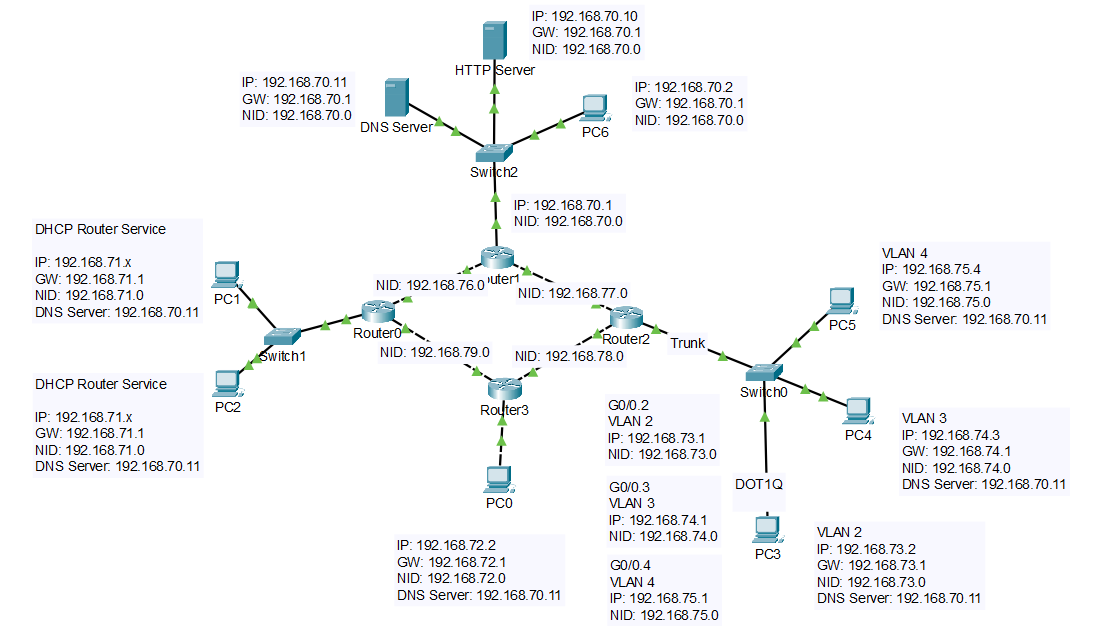 IP: 192.168.70.10
GW: 192.168.70.1
NID: 192.168.70.0
HTTP Server
IP: 192.168.70.11
GW: 192.168.70.1
NID: 192.168.70.0
DNS Server
IP: 192.168.70.2
GW: 192.168.70.1
NID: 192.168.70.0
PC6
Switch2
IP: 192.168.70.1
NID: 192.168.70.0
DHCP Router Service
IP: 192.168.71.x
GW: 192.168.71.1
NID: 192.168.71.0
DNS Server: 192.168.70.11
PC1
Switch1
DHCP Router Service
IP: 192.168.71.x
GW: 192.168.71.1
NID: 192.168.71.0
DNS Server: 192.168.70.11
PC2
NID: 192.168.76.0
Router0
NID: 192.168.77.0
Router2
NID: 192.168.79.0
NID: 192.168.78.0
Router3
PC0
IP: 192.168.72.2
GW: 192.168.72.1
NID: 192.168.72.0
DNS Server: 192.168.70.11
Trunk
Switch0
G0/0.2
VLAN 2
IP: 192.168.73.1
NID: 192.168.73.0
G0/0.3
VLAN 3
IP: 192.168.74.1
NID: 192.168.74.0
G0/0.4
VLAN 4
IP: 192.168.75.1
NID: 192.168.75.0
VLAN 4
IP: 192.168.75.4
GW: 192.168.75.1
NID: 192.168.75.0
DNS Server: 192.168.70.11
PC5
PC4
VLAN 3
IP: 192.168.74.3
GW: 192.168.74.1
NID: 192.168.74.0
DNS Server: 192.168.70.11
DOT1Q
PC3
VLAN 2
IP: 192.168.73.2
GW: 192.168.73.1
NID: 192.168.73.0
DNS Server: 192.168.70.11